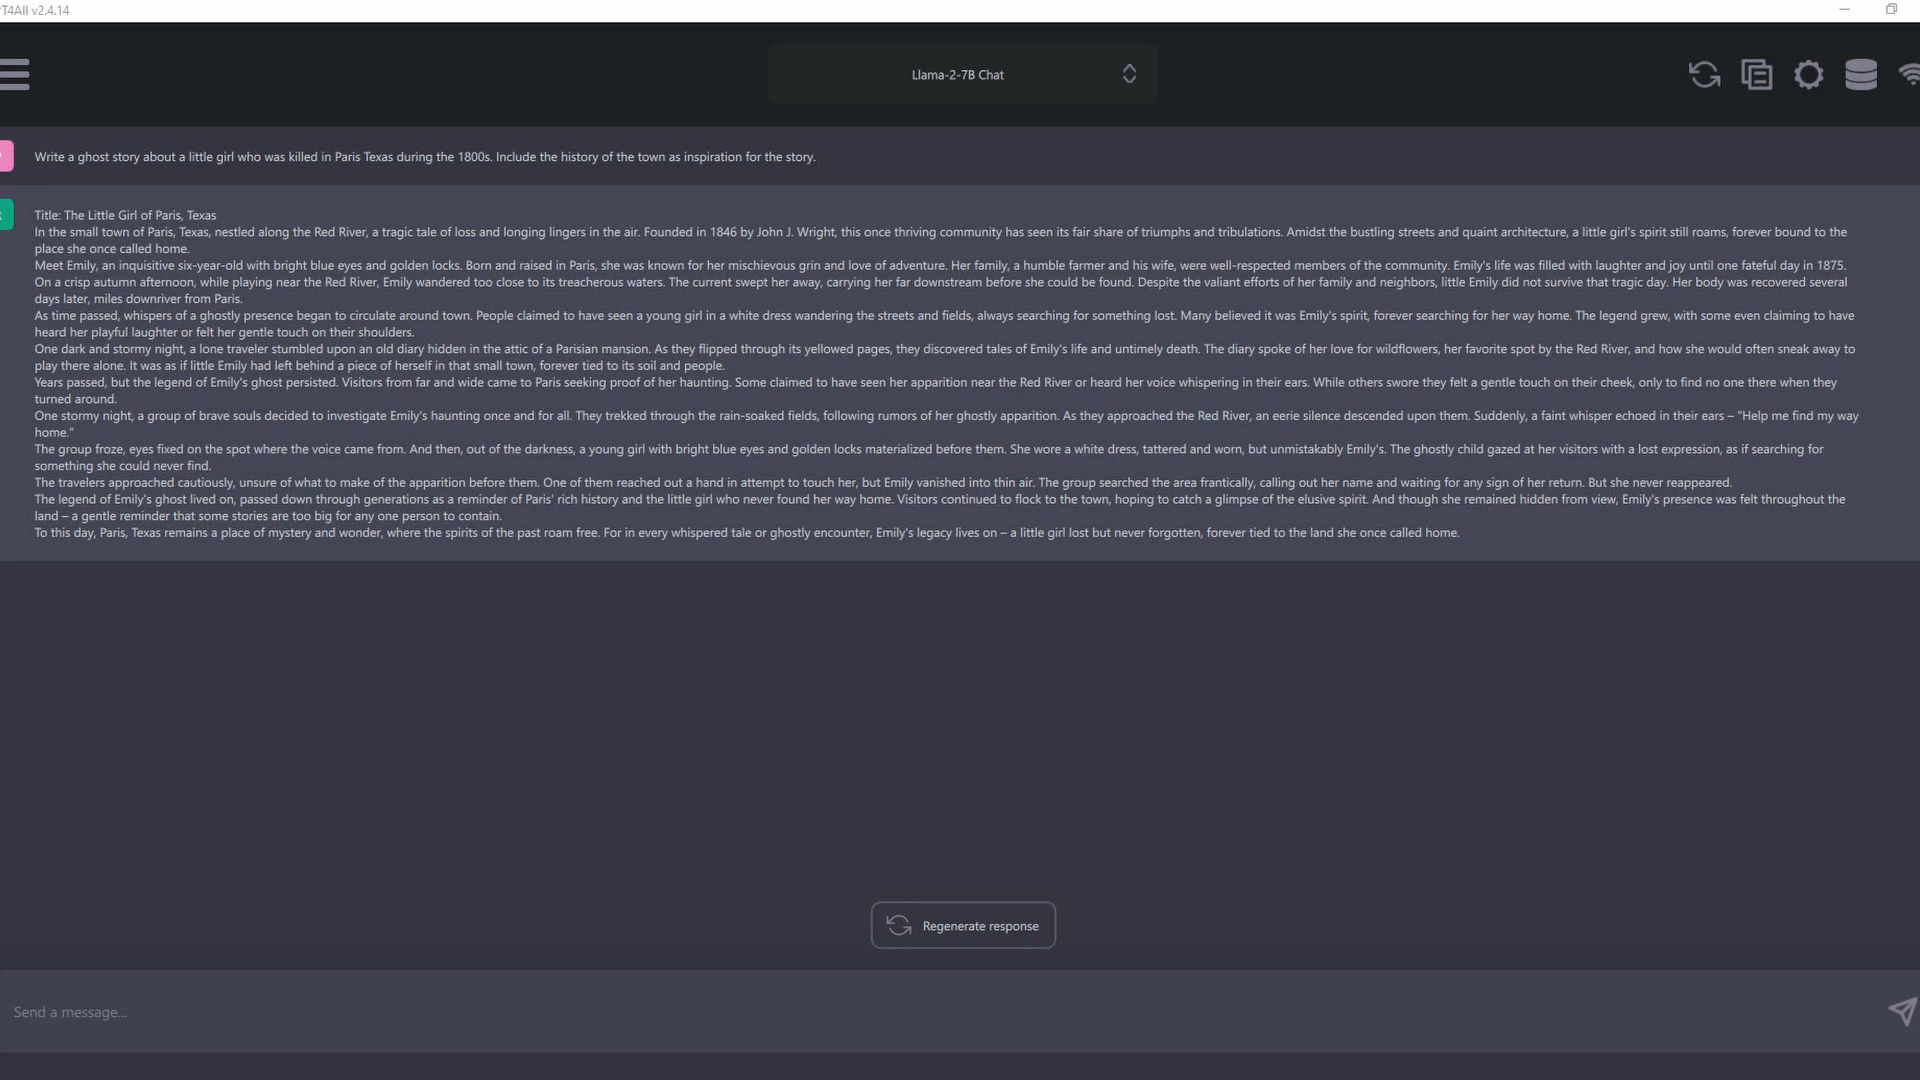 T4All v2.4.14
Llama-2-7B Chat
Write a ghost story about a little girl who was killed in Paris Texas during the 1800s. Include the history of the town as inspiration for the story.
Title: The Little Girl of Paris, Texas
In the small town of Paris, Texas, nestled along the Red River, a tragic tale of loss and longing lingers in the air. Founded in 1846 by John J. Wright, this once thriving community has seen its fair share of triumphs and tribulations. Amidst the bustling streets and quaint architecture, a little girl's spirit still roams, forever bound to the
place she once called home.
Meet Emily, an inquisitive six-year-old with bright blue eyes and golden locks. Born and raised in Paris, she was known for her mischievous grin and love of adventure. Her family, a humble farmer and his wife, were well-respected members of the community. Emily's life was filled with laughter and joy until one fateful day in 1875.
On a crisp autumn afternoon, while playing near the Red River, Emily wandered too close to its treacherous waters. The current swept her away, carrying her far downstream before she could be found. Despite the valiant efforts of her family and neighbors, little Emily did not survive that tragic day. Her body was recovered several
days later, miles downriver from Paris.
As time passed, whispers of a ghostly presence began to circulate around town. People claimed to have seen a young girl in a white dress wandering the streets and fields, always searching for something lost. Many believed it was Emily's spirit, forever searching for her way home. The legend grew, with some even claiming to have
heard her playful laughter or felt her gentle touch on their shoulders.
One dark and stormy night, a lone traveler stumbled upon an old diary hidden in the attic of a Parisian mansion. As they flipped through its yellowed pages, they discovered tales of Emily's life and untimely death. The diary spoke of her love for wildflowers, her favorite spot by the Red River, and how she would often sneak away to
play there alone. It was as if little Emily had left behind a piece of herself in that small town, forever tied to its soil and people.
Years passed, but the legend of Emily's ghost persisted. Visitors from far and wide came to Paris seeking proof of her haunting. Some claimed to have seen her apparition near the Red River or heard her voice whispering in their ears. While others swore they felt a gentle touch on their cheek, only to find no one there when they
turned around.
One stormy night, a group of brave souls decided to investigate Emily's haunting once and for all. They trekked through the rain-soaked fields, following rumors of her ghostly apparition. As they approached the Red River, an eerie silence descended upon them. Suddenly, a faint whisper echoed in their ears – "Help me find my way
home."
The group froze, eyes fixed on the spot where the voice came from. And then, out of the darkness, a young girl with bright blue eyes and golden locks materialized before them. She wore a white dress, tattered and worn, but unmistakably Emily's. The ghostly child gazed at her visitors with a lost expression, as if searching for
something she could never find.
The travelers approached cautiously, unsure of what to make of the apparition before them. One of them reached out a hand in attempt to touch her, but Emily vanished into thin air. The group searched the area frantically, calling out her name and waiting for any sign of her return. But she never reappeared.
The legend of Emily's ghost lived on, passed down through generations as a reminder of Paris' rich history and the little girl who never found her way home. Visitors continued to flock to the town, hoping to catch a glimpse of the elusive spirit. And though she remained hidden from view, Emily's presence was felt throughout the
land – a gentle reminder that some stories are too big for any one person to contain.
To this day, Paris, Texas remains a place of mystery and wonder, where the spirits of the past roam free. For in every whispered tale or ghostly encounter, Emily's legacy lives on – a little girl lost but never forgotten, forever tied to the land she once called home.
Regenerate response
Send a message...